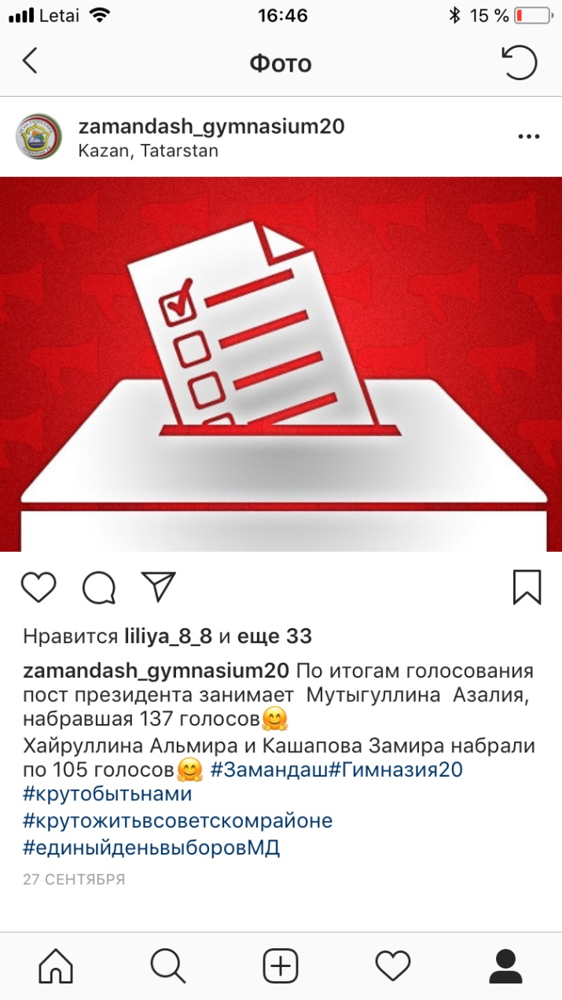 Letai 16:46 15 %
Фото
zamandash_gymnasium20
Kazan, Tatarstan
Нравится liliya_8_8 и еще 33
zamandash_gymnasium20 По итогам голосования
пост президента занимает Мутыгуллина Азалия,
набравшая 137 голосов🤗
Хайруллина Альмира и Кашапова Замира набрали
по 105 голосов🤗 #Замандаш#Гимназия20
#крутобытьнами
#крутожитьвсоветскомрайоне
#единыйденьвыборовМД
27 СЕНТЯБРЯ